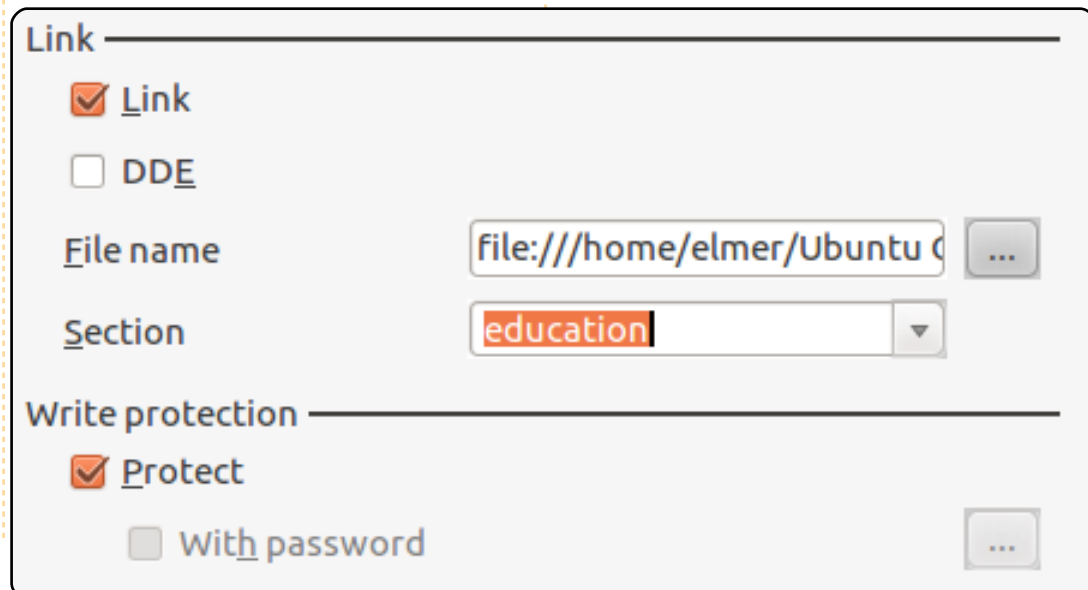 Link
Link
DDE
File name file:///home/elmer/Ubuntu ...
Section education
Write protection
Protect
With password ...